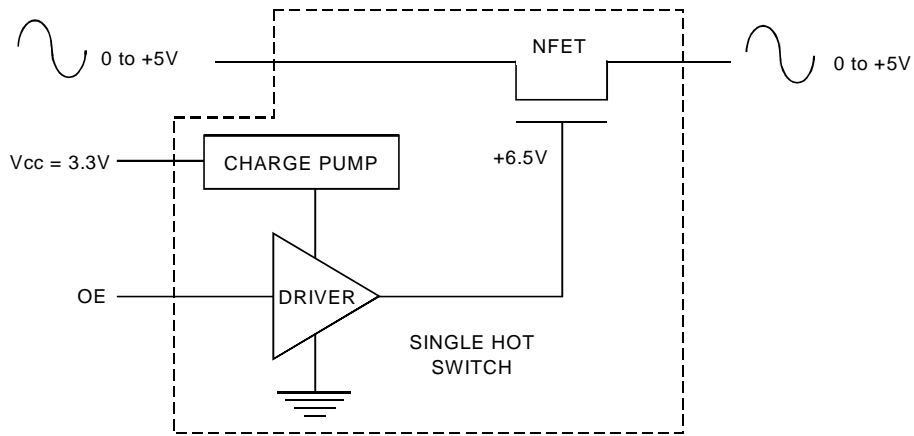 NFET
0 to +5V
0 to +5V
Vcc = 3.3V
CHARGE PUMP
+6.5V
OE
DRIVER
SINGLE HOT
SWITCH